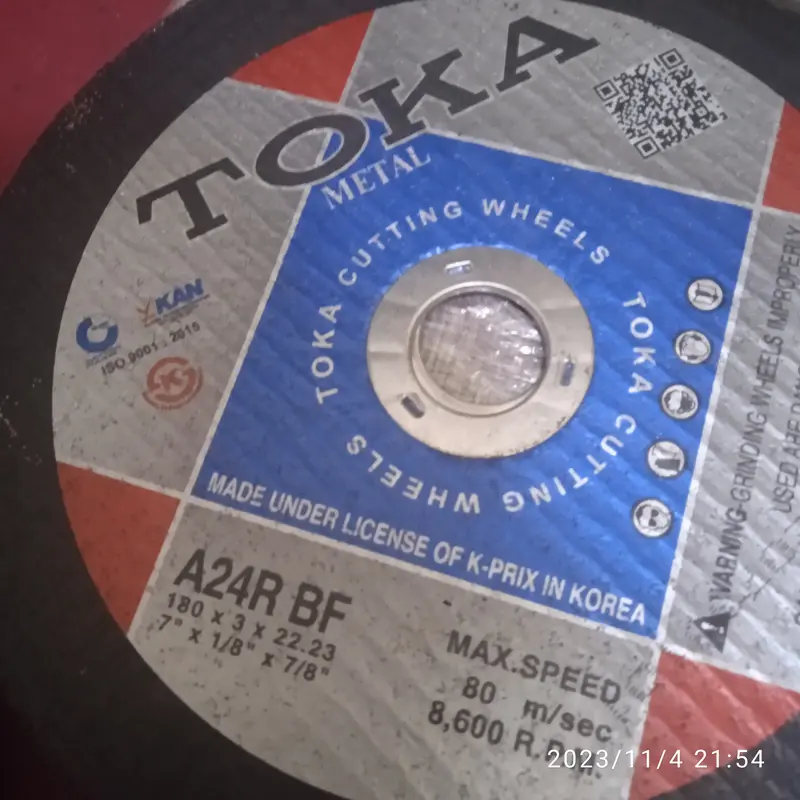 TOKA
METAL
TOKA CUTTING WHEELS
TOKA CUTTING WHEELS
KAN
ISO 9001 : 2015
MADE UNDER LICENSE OF K-PRIX IN KOREA
A24R BF
180 x 3 x 22.23
7" x 1/8" x 7/8"
MAX.SPEED
80 m/sec
8,600 R.P.M.
WARNING-GRINDING WHEELS IMPROPERLY
USED ARE
2023/11/4 21:54